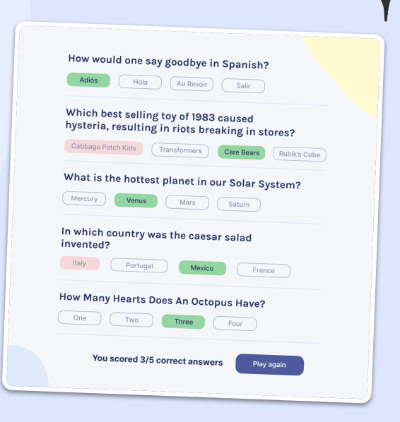 How would one say goodbye in Spanish?
Adiós Hola Au Revoir Salir
Which best selling toy of 1983 caused
hysteria, resulting in riots breaking in stores?
Cabbage Patch Kids Transformers Care Bears Rubik's Cube
What is the hottest planet in our Solar System?
Mercury Venus Mars Saturn
In which country was the caesar salad
invented?
Italy Portugal Mexico France
How Many Hearts Does An Octopus Have?
One Two Three Four
You scored 3/5 correct answers Play again